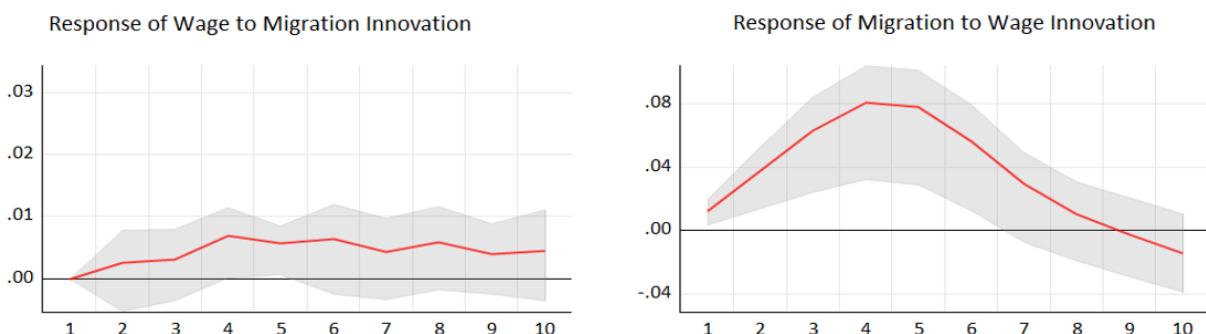 Response of Wage to Migration Innovation
.03
.02
.01
.00
1 2 3 4 5 6 7 8 9 10
Response of Migration to Wage Innovation
.08
.04
.00
-.04
1 2 3 4 5 6 7 8 9 10